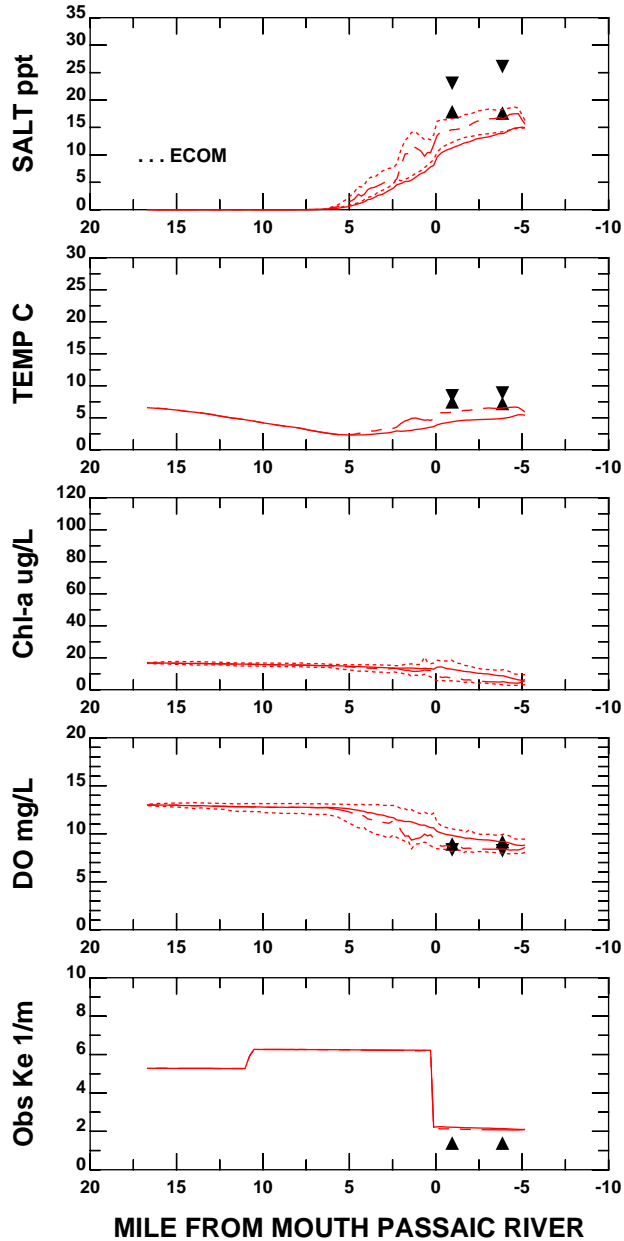 SALT ppt
35
30
25
20
15
10
5
0
. . . ECOM
20 15 10 5 0 -5 -10
TEMP C
30
25
20
15
10
5
0
20 15 10 5 0 -5 -10
Chl-a ug/L
120
100
80
60
40
20
0
20 15 10 5 0 -5 -10
DO mg/L
20
15
10
5
0
20 15 10 5 0 -5 -10
Obs Ke 1/m
10
8
6
4
2
0
20 15 10 5 0 -5 -10
MILE FROM MOUTH PASSAIC RIVER